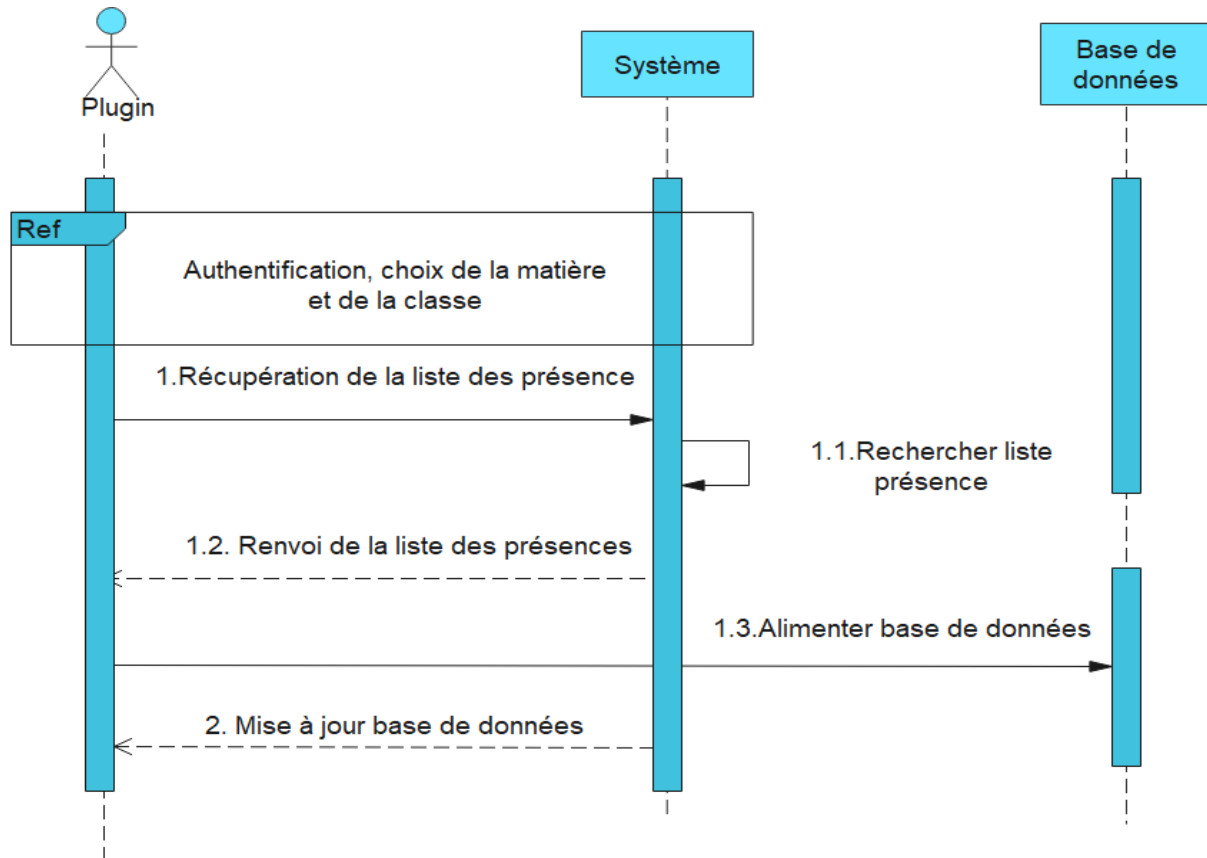 Plugin
Système
Base de
données
Ref
Authentification, choix de la matière
et de la classe
1.Récupération de la liste des présence
1.1.Rechercher liste
présence
1.2. Renvoi de la liste des présences
1.3.Alimenter base de données
2. Mise à jour base de données